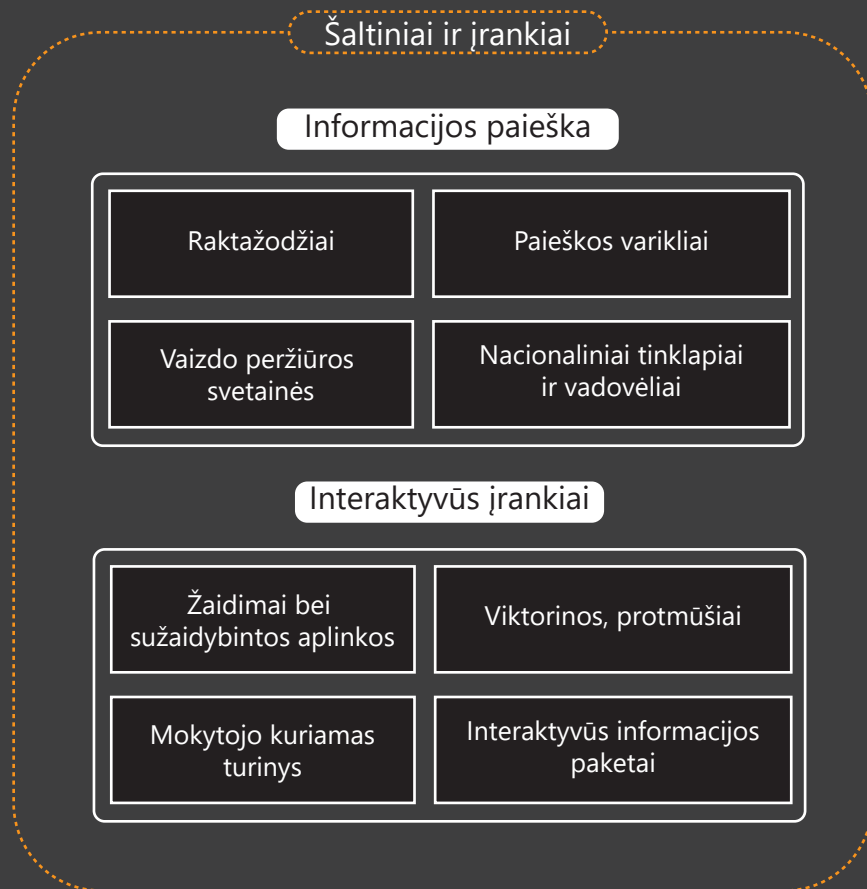 Šaltiniai ir įrankiai
Informacijos paieška
Raktažodžiai
Paieškos varikliai
Vaizdo peržiūros
svetainės
Nacionaliniai tinklapiai
ir vadovėliai
Interaktyvūs įrankiai
Žaidimai bei
sužaidybintos aplinkos
Viktorinos, protmūšiai
Mokytojo kuriamas
turinys
Interaktyvūs informacijos
paketai